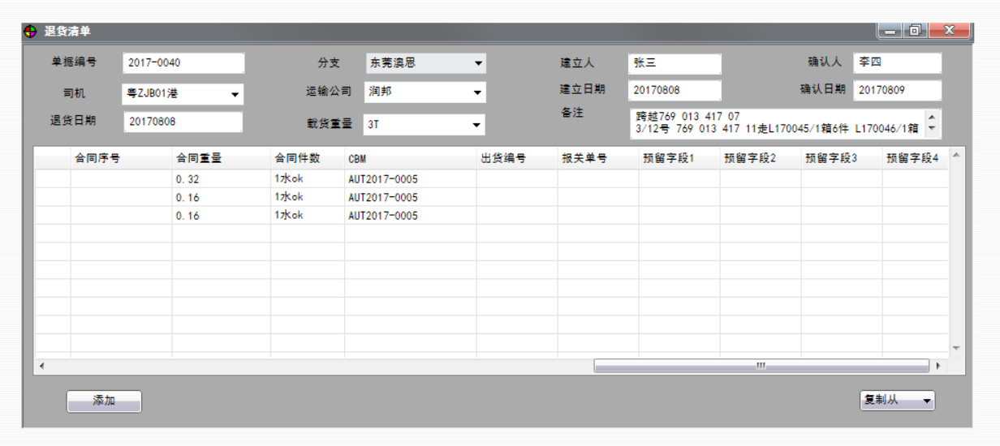 退货清单
单据编号 2017-0040 分支 东莞澳恩 建立人 张三 确认人 李四
司机 粤ZJB01港 运输公司 润邦 建立日期 20170808 确认日期 20170809
退货日期 20170808 载货重量 3T 备注 跨越769 013 417 07
3/12号 769 013 417 11走L170045/1箱6件 L170046/1箱
合同序号 合同重量 合同件数 CBM 出货编号 报关单号 预留字段1 预留字段2 预留字段3 预留字段4
0.32 1水ok AUT2017-0005
0.16 1水ok AUT2017-0005
0.16 1水ok AUT2017-0005
添加 复制从